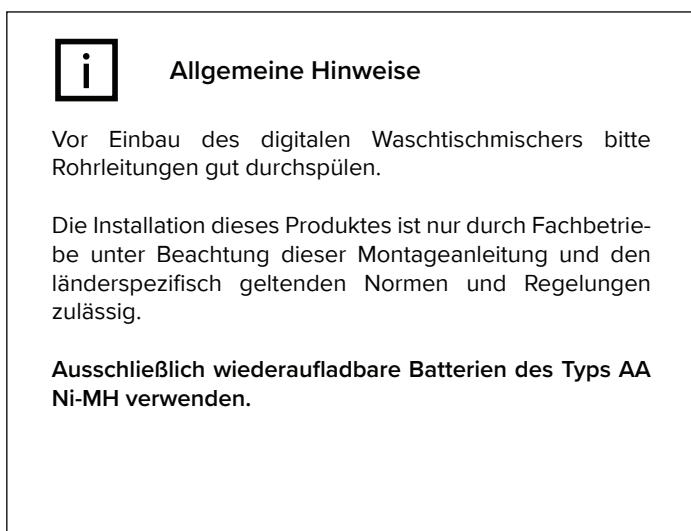 i
Allgemeine Hinweise
Vor Einbau des digitalen Waschtischmischers bitte
Rohrleitungen gut durchspülen.
Die Installation dieses Produktes ist nur durch Fachbetrie-
be unter Beachtung dieser Montageanleitung und den
länderspezifisch geltenden Normen und Regelungen
zulässig.
Ausschließlich wiederaufladbare Batterien des Typs AA
Ni-MH verwenden.